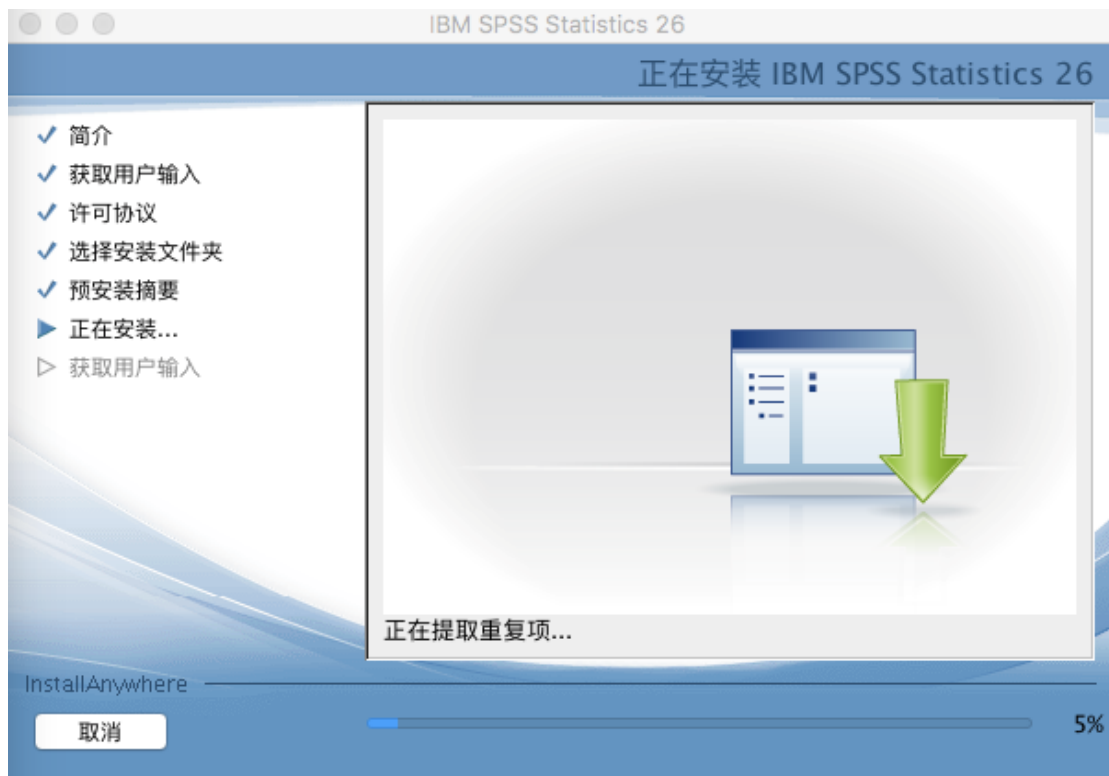 IBM SPSS Statistics 26
正在安装 IBM SPSS Statistics 26
简介
获取用户输入
许可协议
选择安装文件夹
预安装摘要
正在安装...
获取用户输入
正在提取重复项...
InstallAnywhere
取消
5%